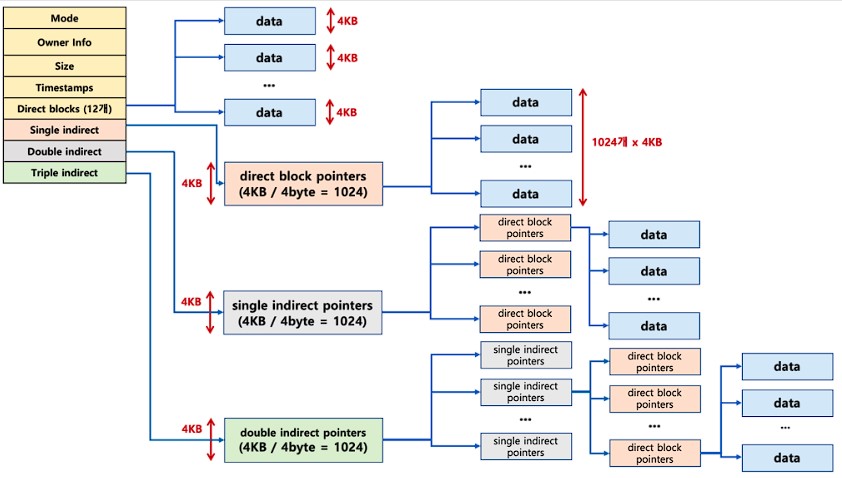 Mode
Owner Info
Size
Timestamps
Direct blocks (12개)
Single indirect
Double indirect
Triple indirect
data
4KB
data
4KB
...
data
4KB
4KB
direct block pointers
(4KB / 4byte = 1024)
data
data
...
data
1024개 x 4KB
4KB
single indirect pointers
(4KB / 4byte = 1024)
direct block
pointers
direct block
pointers
...
direct block
pointers
data
data
...
data
4KB
double indirect pointers
(4KB / 4byte = 1024)
single indirect
pointers
single indirect
pointers
...
single indirect
pointers
direct block
pointers
direct block
pointers
...
direct block
pointers
data
data
...
data